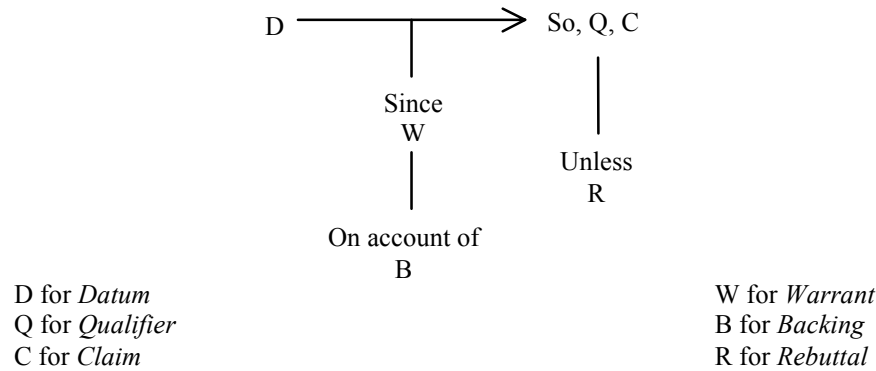 D
So, Q, C
Since
W
Unless
R
On account of
B
D for Datum
Q for Qualifier
C for Claim
W for Warrant
B for Backing
R for Rebuttal